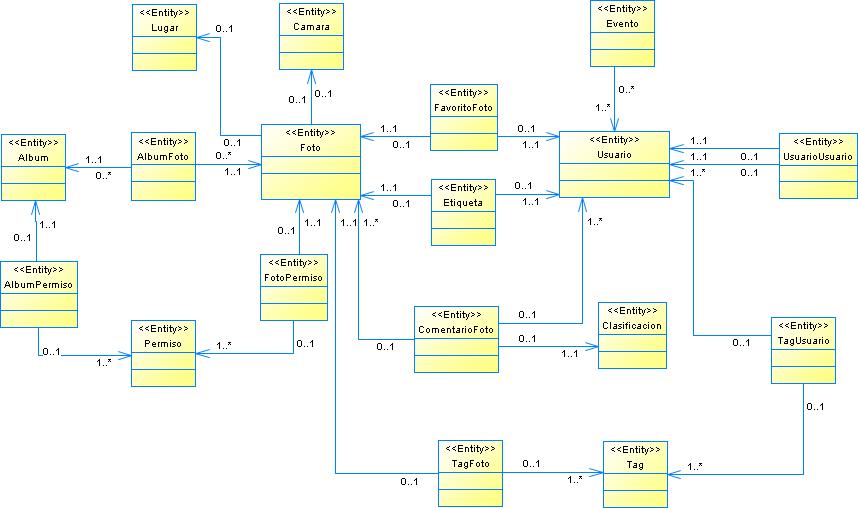 <<Entity>>
Lugar
<<Entity>>
Camara
<<Entity>>
Evento
0..1
0..1
0..1
0..1
0..*
1..*
<<Entity>>
FavoritoFoto
1..1
0..1
0..1
1..1
<<Entity>>
Album
<<Entity>>
AlbumFoto
1..1
0..*
0..*
1..1
<<Entity>>
Foto
<<Entity>>
Usuario
<<Entity>>
UsuarioUsuario
1..1
1..1
0..1
1..*
<<Entity>>
Etiqueta
1..1
0..1
0..1
1..1
0..1
1..1
0..1
1..1
1..1
1..*
1..*
<<Entity>>
AlbumPermiso
<<Entity>>
FotoPermiso
<<Entity>>
Permiso
0..1
1..*
1..*
0..1
<<Entity>>
ComentarioFoto
0..1
0..1
0..1
1..1
<<Entity>>
Clasificacion
<<Entity>>
TagUsuario
0..1
0..1
<<Entity>>
TagFoto
0..1
0..1
1..*
<<Entity>>
Tag
1..*